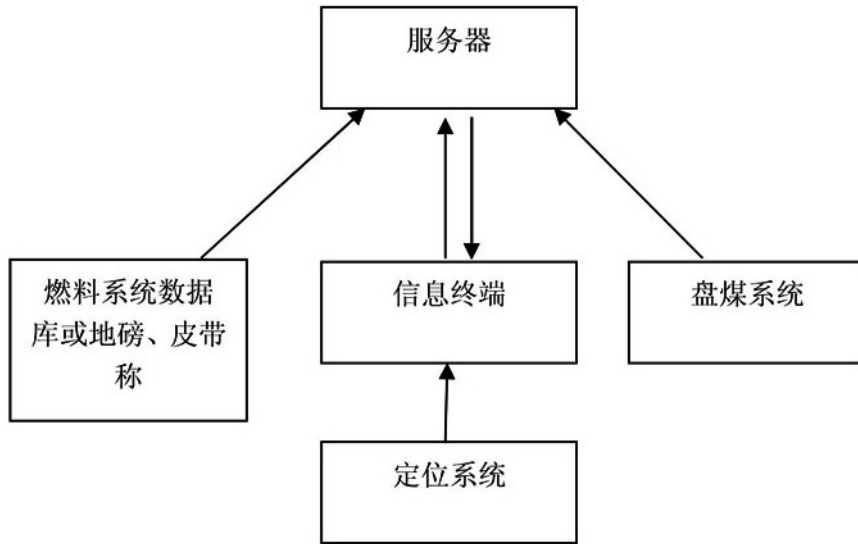 服务器
燃料系统数据
库或地磅、皮带
称
信息终端
盘煤系统
定位系统